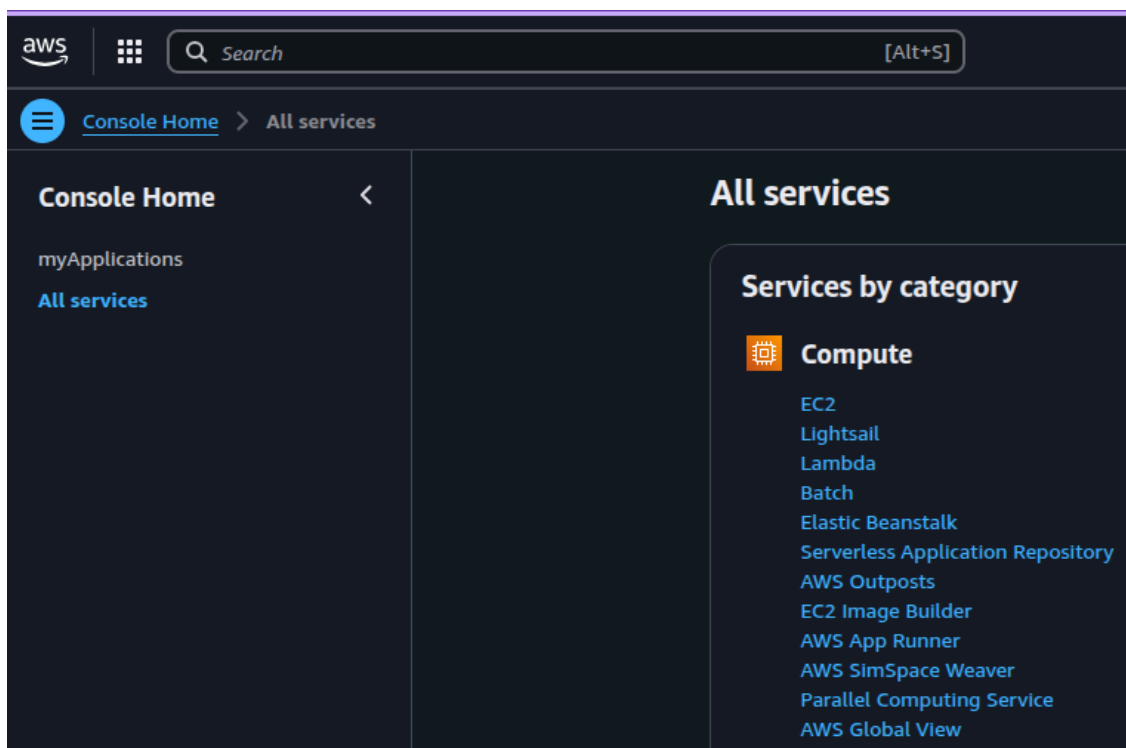 aws
Search [Alt+S]
Console Home > All services
Console Home
myApplications
All services
All services
Services by category
Compute
EC2
Lightsail
Lambda
Batch
Elastic Beanstalk
Serverless Application Repository
AWS Outposts
EC2 Image Builder
AWS App Runner
AWS SimSpace Weaver
Parallel Computing Service
AWS Global View